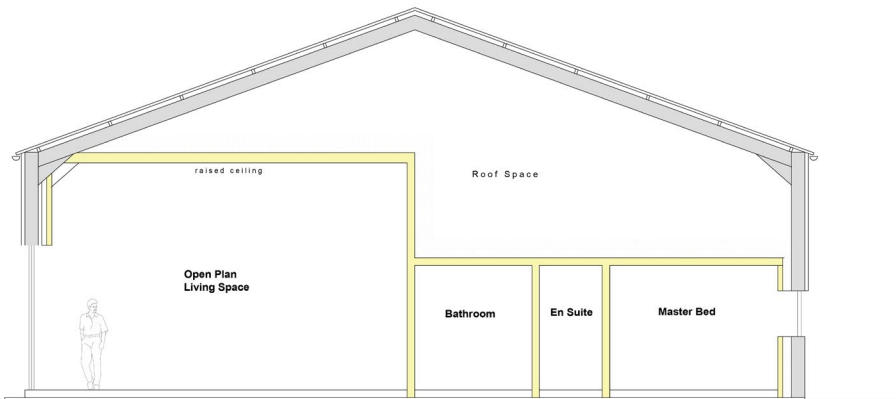 raised ceiling
Roof Space
Open Plan
Living Space
Bathroom
En Suite
Master Bed